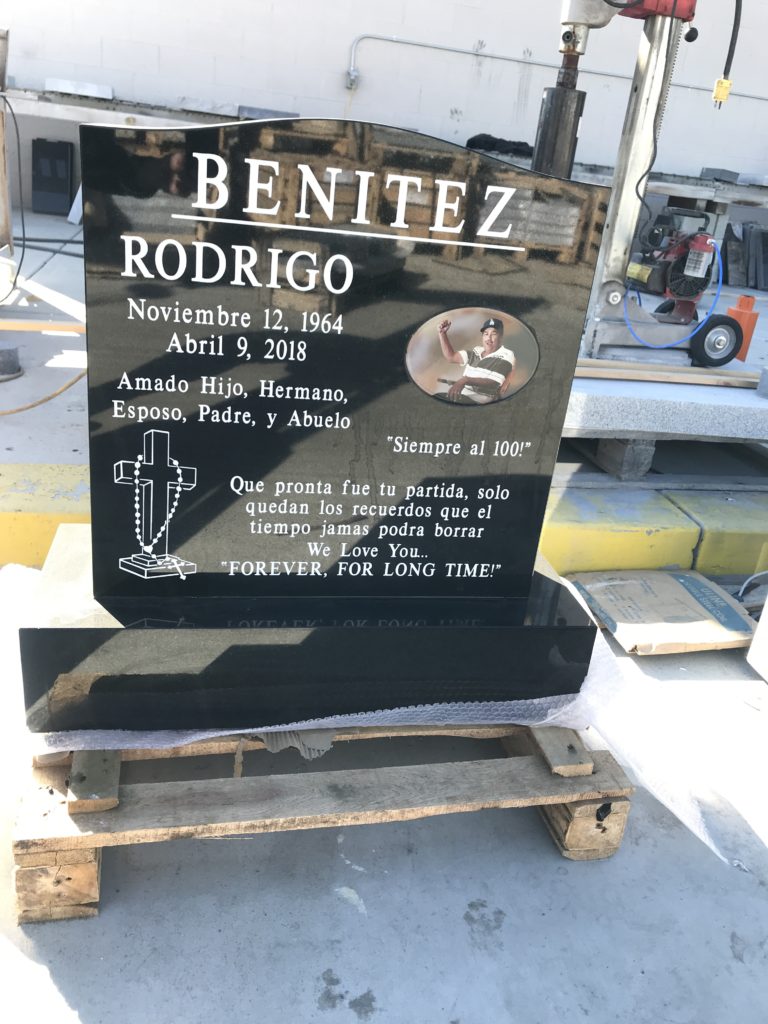 BENITEZ
RODRIGO
Noviembre 12, 1964
Abril 9, 2018
Amado Hijo, Hermano,
Esposo, Padre, y Abuelo
"Siempre al 100!"
Que pronta fue tu partida, solo
quedan los recuerdos que el
tiempo jamas podra borrar
We Love You...
"FOREVER, FOR LONG TIME!"